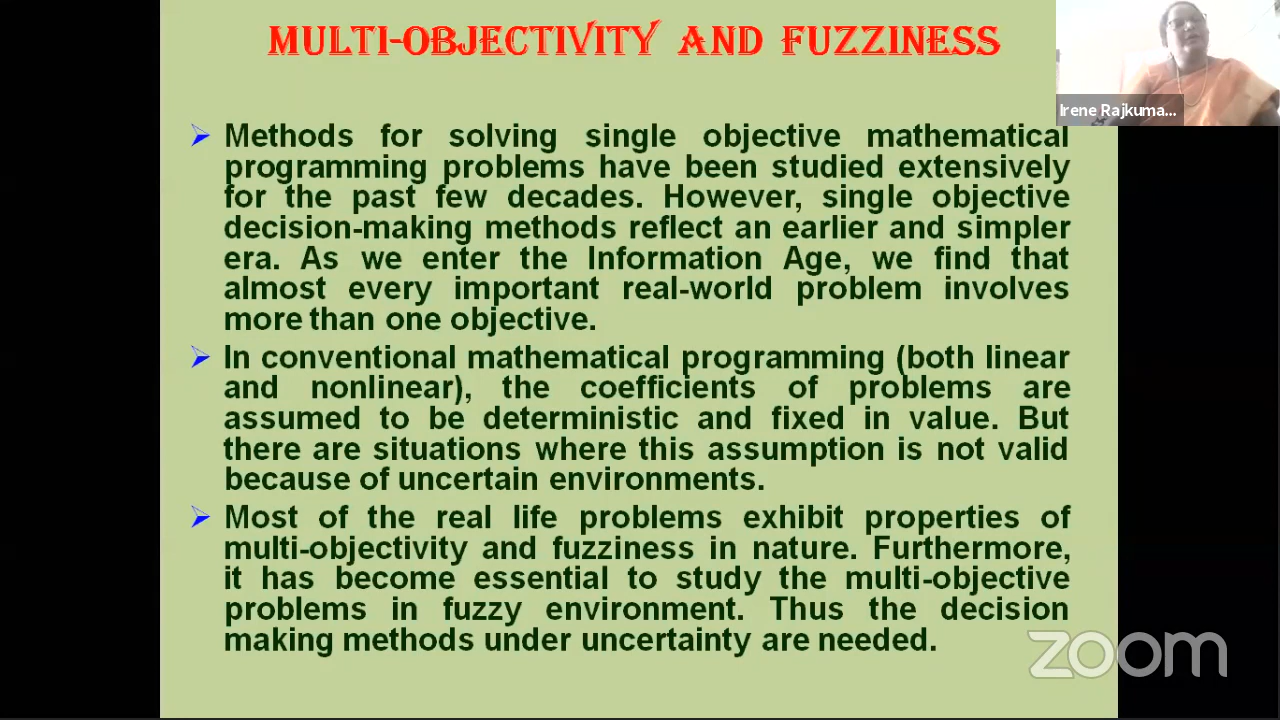 MULTI-OBJECTIVITY AND FUZZINESS
Irene Rajkuma...
Methods for solving single objective mathematical
programming problems have been studied extensively
for the past few decades. However, single objective
decision-making methods reflect an earlier and simpler
era. As we enter the Information Age, we find that
almost every important real-world problem involves
more than one objective.
In conventional mathematical programming (both linear
and nonlinear), the coefficients of problems are
assumed to be deterministic and fixed in value. But
there are situations where this assumption is not valid
because of uncertain environments.
Most of the real life problems exhibit properties of
multi-objectivity and fuzziness in nature. Furthermore,
it has become essential to study the multi-objective
problems in fuzzy environment. Thus the decision
making methods under uncertainty are needed.
zoom